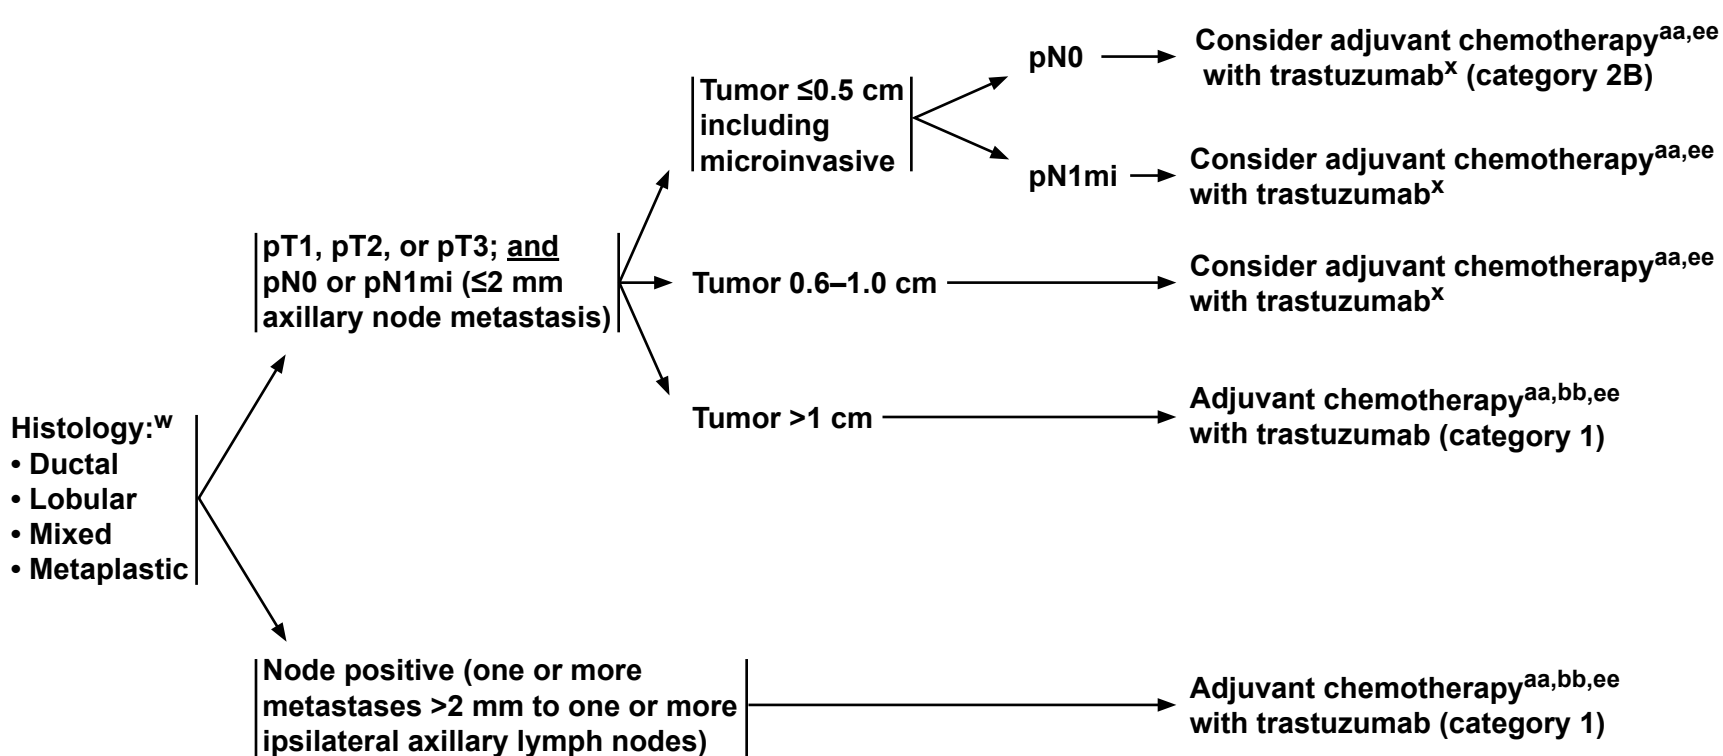 Histology:w
• Ductal
• Lobular
• Mixed
• Metaplastic
pT1, pT2, or pT3; and
pN0 or pN1mi (≤2 mm
axillary node metastasis)
Tumor ≤0.5 cm
including
microinvasive
pN0
Consider adjuvant chemotherapyaa,ee
with trastuzumabx (category 2B)
pN1mi
Consider adjuvant chemotherapyaa,ee
with trastuzumabx
Tumor 0.6–1.0 cm
Consider adjuvant chemotherapyaa,ee
with trastuzumabx
Tumor >1 cm
Adjuvant chemotherapyaa,bb,ee
with trastuzumab (category 1)
Node positive (one or more
metastases >2 mm to one or more
ipsilateral axillary lymph nodes)
Adjuvant chemotherapyaa,bb,ee
with trastuzumab (category 1)